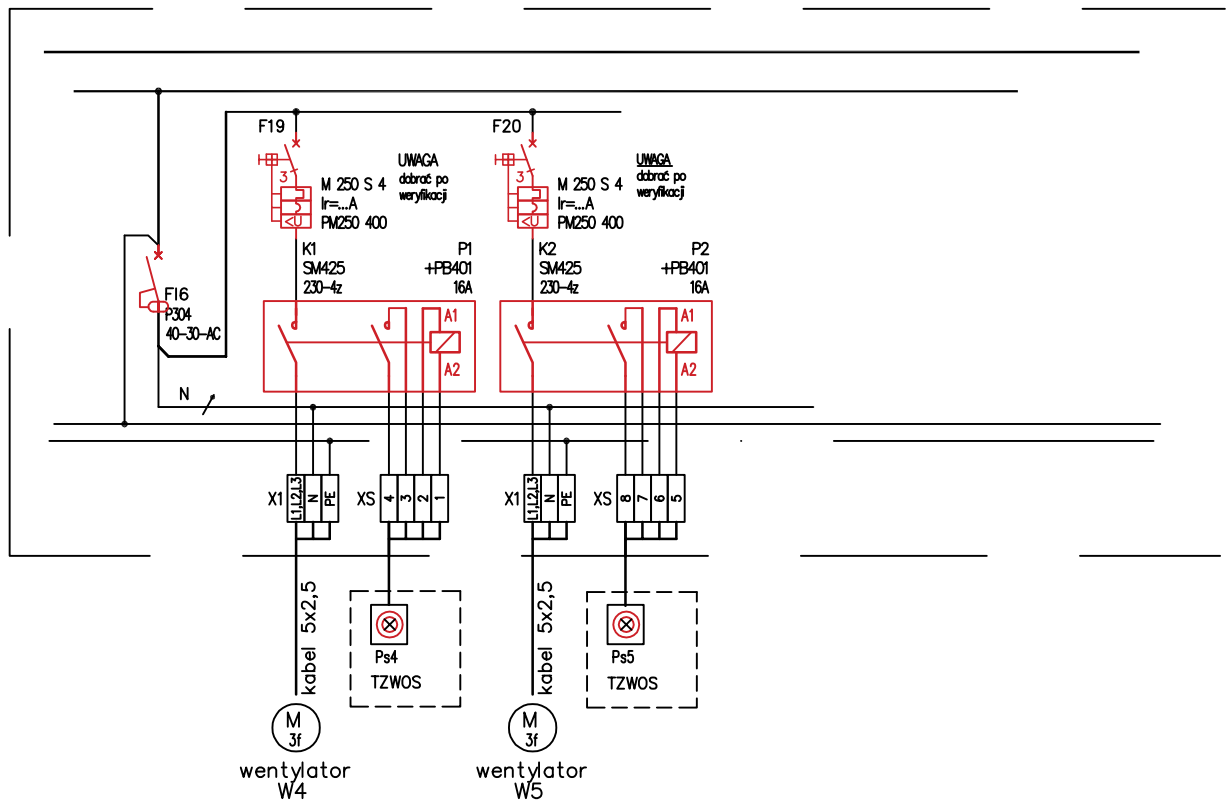 F19
3
M 250 S 4
Ir=...A
PM250 400
<U
UWAGA
dobrać po
weryfikacji
F20
3
M 250 S 4
Ir=...A
PM250 400
<U
UWAGA
dobrać po
weryfikacji
FI6
P304
40-30-AC
K1
SM425
230-4z
P1
+PB401
16A
A1
A2
K2
SM425
230-4z
P2
+PB401
16A
A1
A2
N
X1
L1,L2,L3
N
PE
XS
4
3
2
1
X1
L1,L2,L3
N
PE
XS
8
7
6
5
kabel 5x2,5
Ps4
TZWOS
kabel 5x2,5
Ps5
TZWOS
M
3f
wentylator
W4
M
3f
wentylator
W5